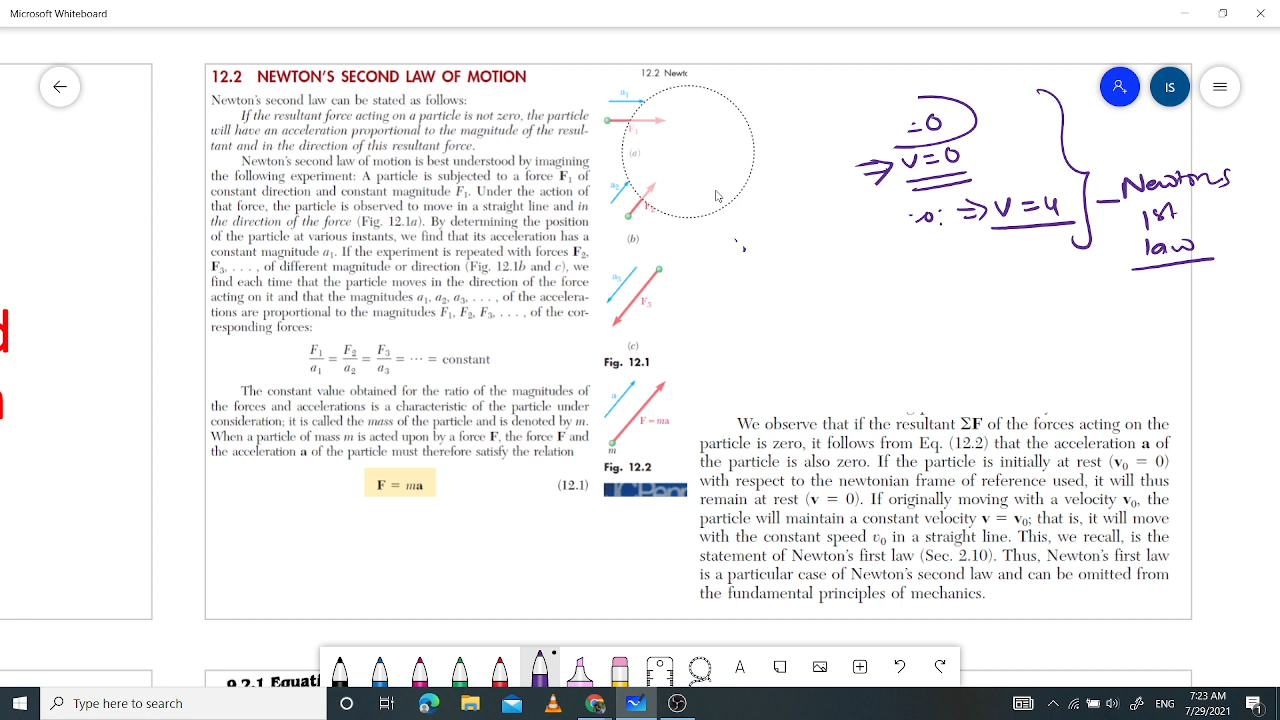 Microsoft Whiteboard
12.2 NEWTON'S SECOND LAW OF MOTION
Newton's second law can be stated as follows:
If the resultant force acting on a particle is not zero, the particle
will have an acceleration proportional to the magnitude of the resul-
tant and in the direction of this resultant force.
Newton's second law of motion is best understood by imagining
the following experiment: A particle is subjected to a force F₁ of
constant direction and constant magnitude F₁. Under the action of
that force, the particle is observed to move in a straight line and in
the direction of the force (Fig. 12.1a). By determining the position
of the particle at various instants, we find that its acceleration has a
constant magnitude a₁. If the experiment is repeated with forces F₂,
F₃, . . . , of different magnitude or direction (Fig. 12.1b and c), we
find each time that the particle moves in the direction of the force
acting on it and that the magnitudes a₁, a₂, a₃, . . . , of the accelera-
tions are proportional to the magnitudes F₁, F₂, F₃, . . . , of the cor-
responding forces:
F₁/a₁ = F₂/a₂ = F₃/a₃ = ··· = constant
The constant value obtained for the ratio of the magnitudes of
the forces and accelerations is a characteristic of the particle under
consideration; it is called the mass of the particle and is denoted by m.
When a particle of mass m is acted upon by a force F, the force F and
the acceleration a of the particle must therefore satisfy the relation
F = ma (12.1)
12.2
a₁
F₁
(a)
a₂
F₂
(b)
a₃
F₃
(c)
Fig. 12.1
a
F = ma
m
Fig. 12.2
= 0
⇒ v = 0
⇒ v = 4
Newtons
1st
law
IS
We observe that if the resultant ΣF of the forces acting on the
particle is zero, it follows from Eq. (12.2) that the acceleration a of
the particle is also zero. If the particle is initially at rest (v₀ = 0)
with respect to the newtonian frame of reference used, it will thus
remain at rest (v = 0). If originally moving with a velocity v₀, the
particle will maintain a constant velocity v = v₀; that is, it will move
with the constant speed v₀ in a straight line. This, we recall, is the
statement of Newton's first law (Sec. 2.10). Thus, Newton's first law
is a particular case of Newton's second law and can be omitted from
the fundamental principles of mechanics.
d
9.2.1
A
Type here to search
ENG
7:23 AM
7/29/2021
1